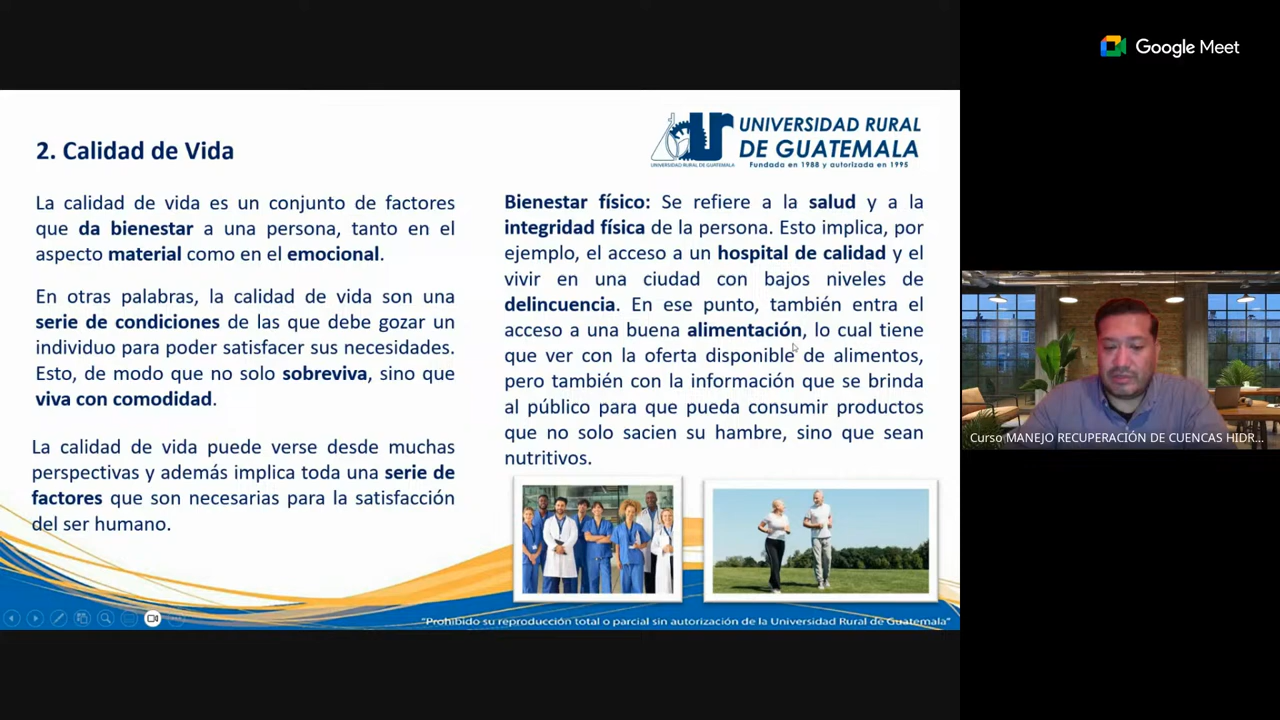 Google Meet
UNIVERSIDAD RURAL
DE GUATEMALA
Fundada en 1988 y autorizada en 1995
UNIVERSIDAD RURAL DE GUATEMALA
2. Calidad de Vida
La calidad de vida es un conjunto de factores
que da bienestar a una persona, tanto en el
aspecto material como en el emocional.
En otras palabras, la calidad de vida son una
serie de condiciones de las que debe gozar un
individuo para poder satisfacer sus necesidades.
Esto, de modo que no solo sobreviva, sino que
viva con comodidad.
La calidad de vida puede verse desde muchas
perspectivas y además implica toda una serie de
factores que son necesarias para la satisfacción
del ser humano.
Bienestar físico: Se refiere a la salud y a la
integridad física de la persona. Esto implica, por
ejemplo, el acceso a un hospital de calidad y el
vivir en una ciudad con bajos niveles de
delincuencia. En ese punto, también entra el
acceso a una buena alimentación, lo cual tiene
que ver con la oferta disponible de alimentos,
pero también con la información que se brinda
al público para que pueda consumir productos
que no solo sacien su hambre, sino que sean
nutritivos.
"Prohibido su reproducción total o parcial sin autorización de la Universidad Rural de Guatemala"
Curso MANEJO RECUPERACIÓN DE CUENCAS HIDR...